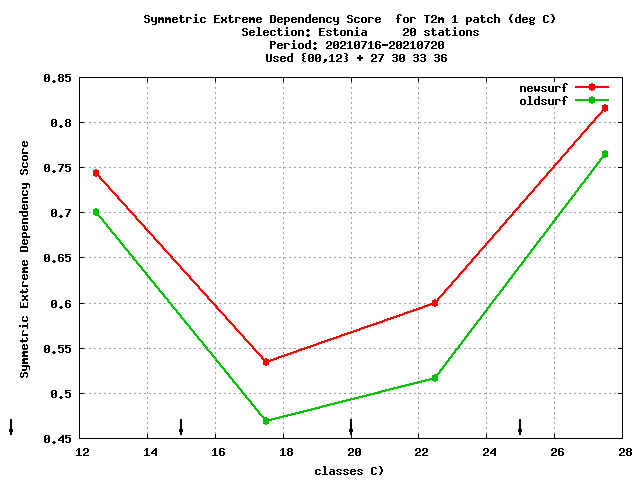 Symmetric Extreme Dependency Score  for T2m 1 patch (deg C)
Selection: Estonia     20 stations
Period: 20210716-20210720
Used {00,12} + 27 30 33 36
newsurf
oldsurf
Symmetric Extreme Dependency Score
0.85
0.8
0.75
0.7
0.65
0.6
0.55
0.5
0.45
12 14 16 18 20 22 24 26 28
classes C)